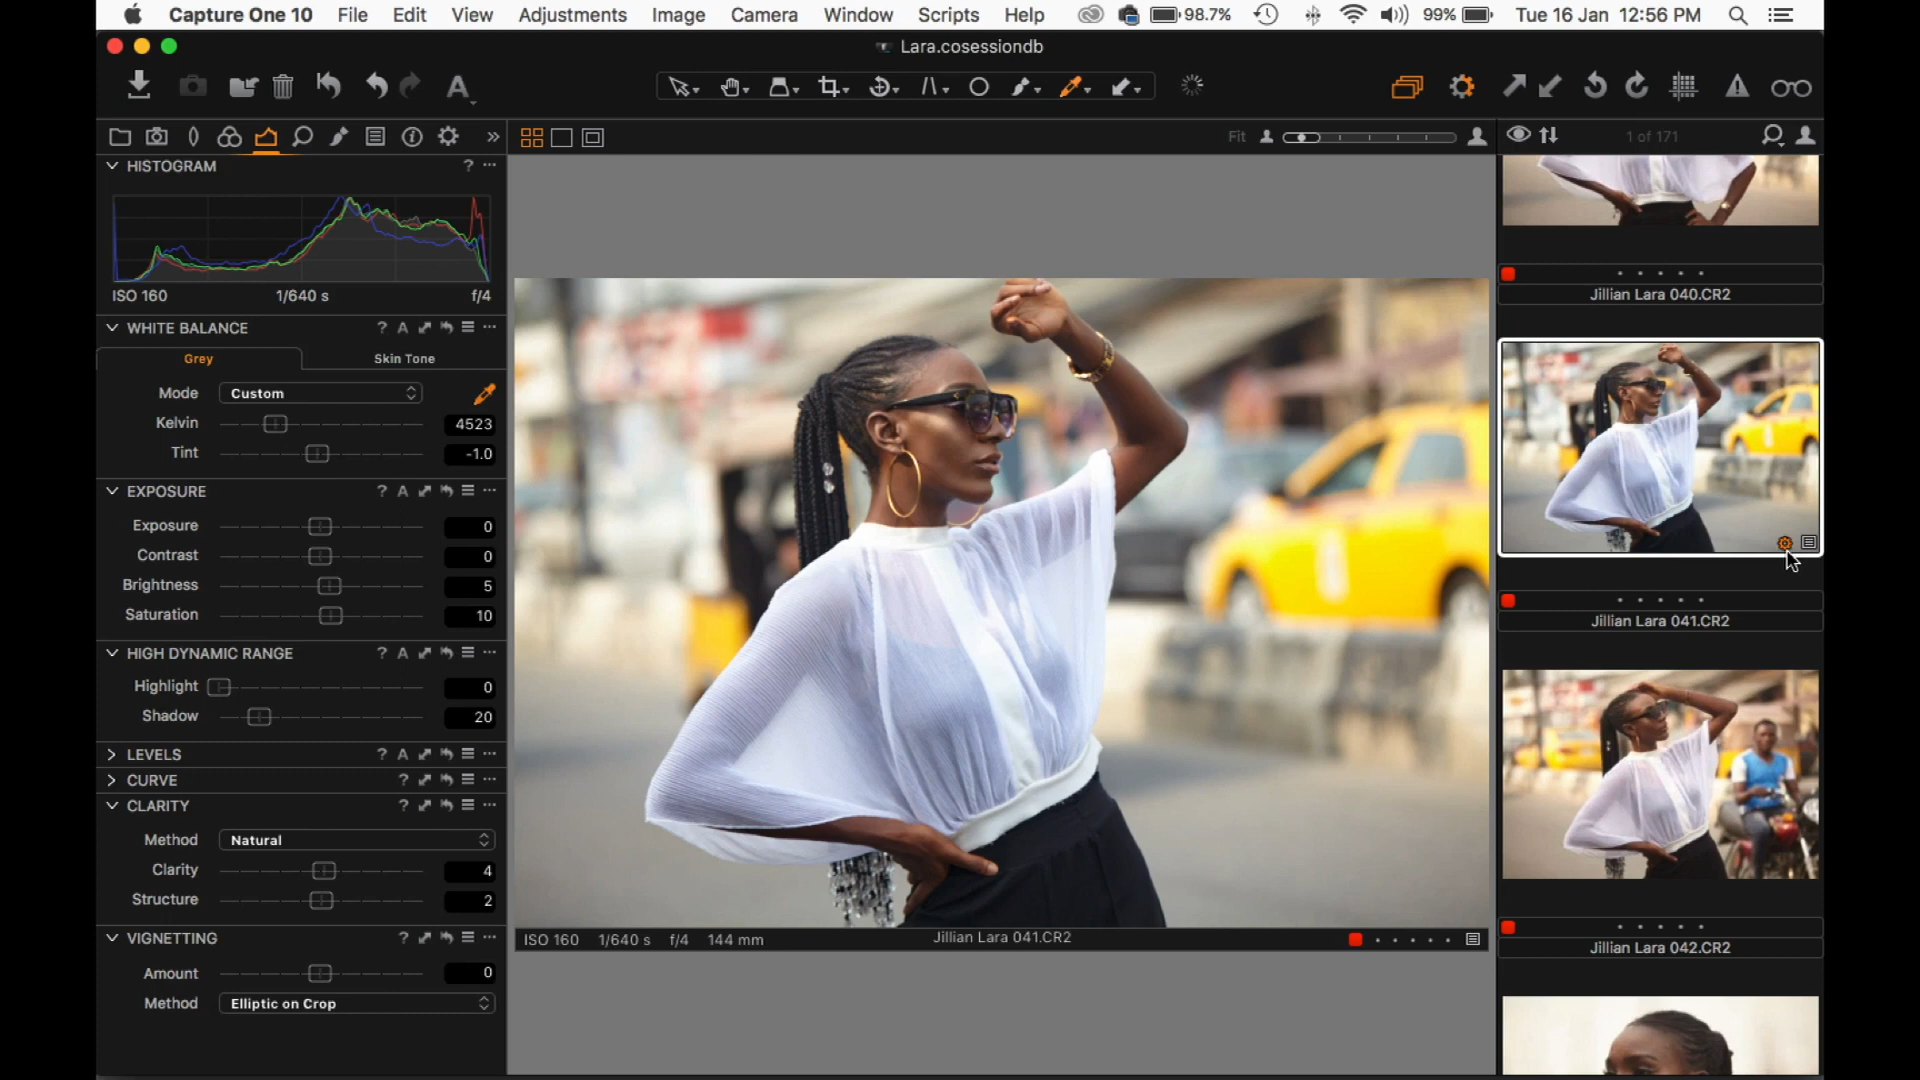 Capture One 10 File Edit View Adjustments Image Camera Window Scripts Help 98.7% 99% Tue 16 Jan 12:56 PM
Lara.cosessiondb
A
Fit
1 of 171
HISTOGRAM ?
ISO 160 1/640 s f/4
WHITE BALANCE ? A
Grey Skin Tone
Mode Custom
Kelvin 4523
Tint -1.0
EXPOSURE ? A
Exposure 0
Contrast 0
Brightness 5
Saturation 10
HIGH DYNAMIC RANGE ? A
Highlight 0
Shadow 20
LEVELS ? A
CURVE ?
CLARITY ?
Method Natural
Clarity 4
Structure 2
VIGNETTING ?
Amount 0
Method Elliptic on Crop
ISO 160 1/640 s f/4 144 mm Jillian Lara 041.CR2
Jillian Lara 040.CR2
Jillian Lara 041.CR2
Jillian Lara 042.CR2